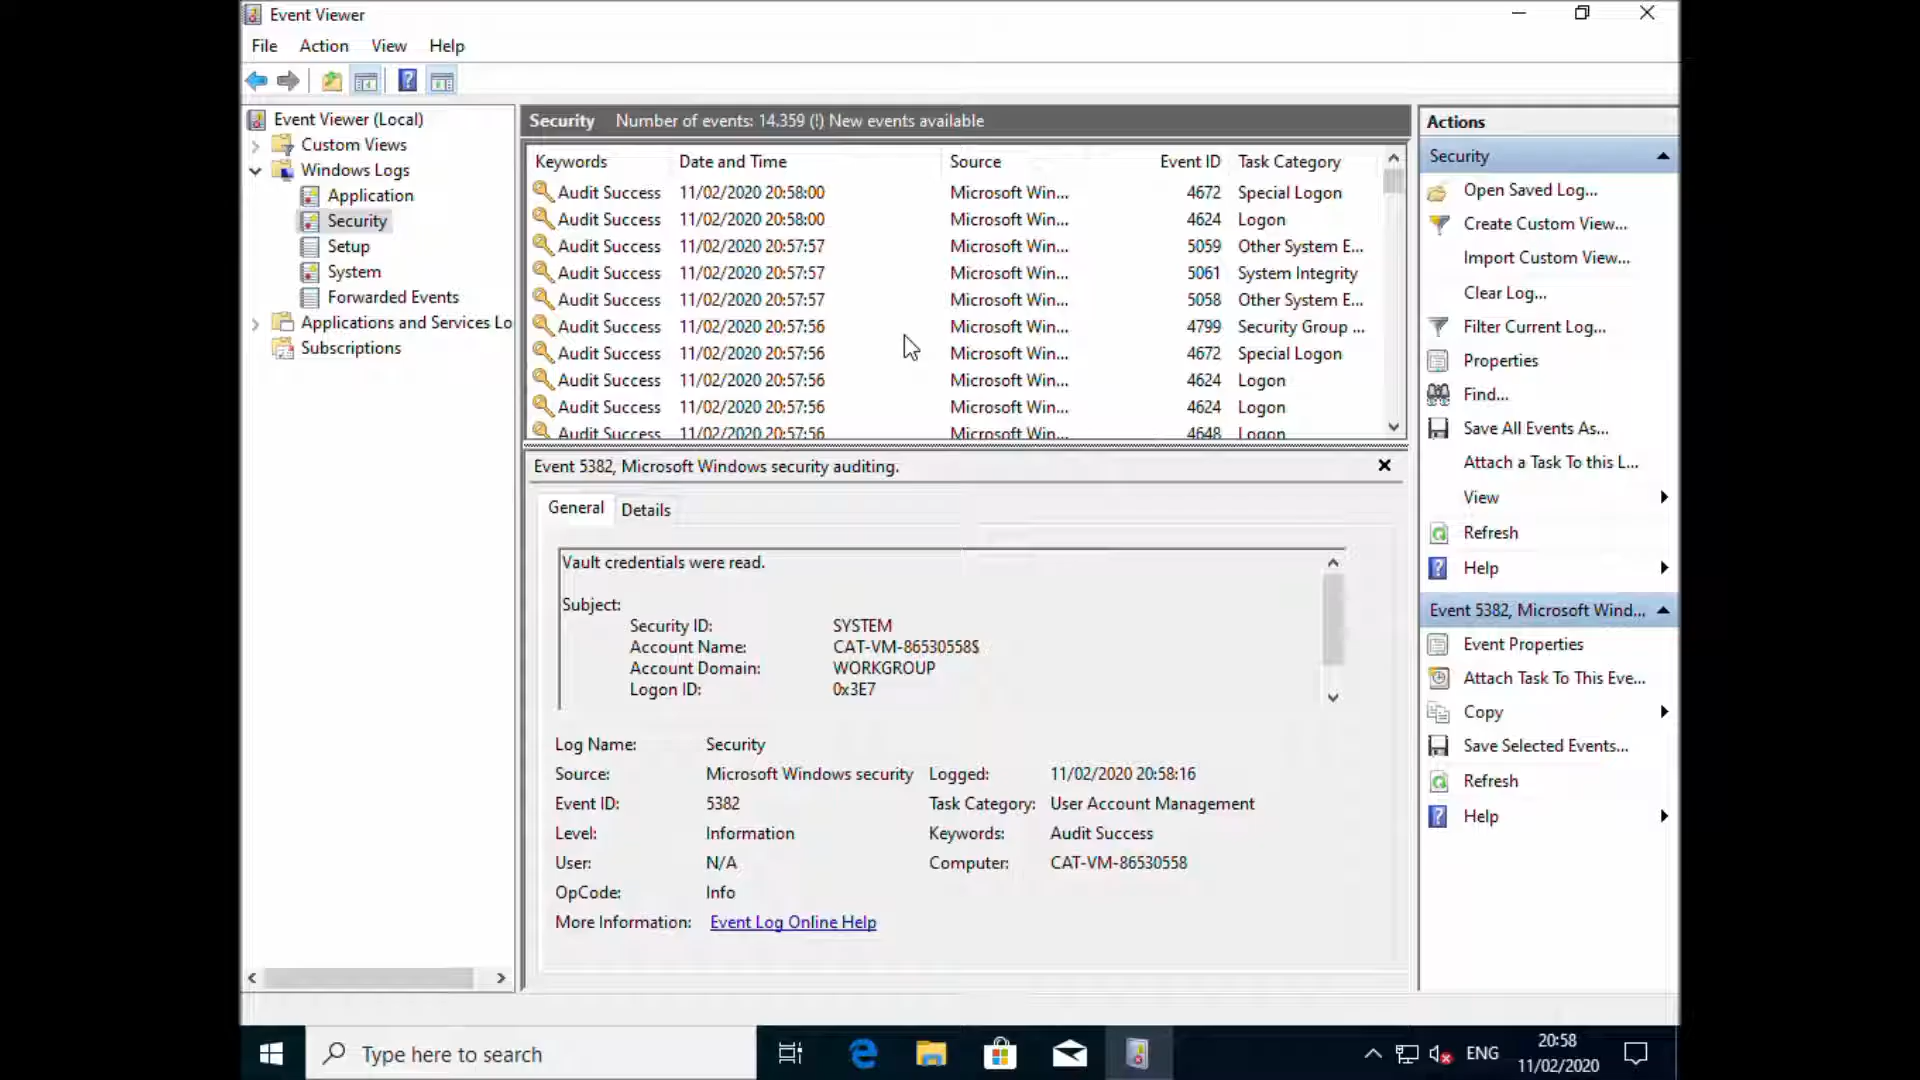 Event Viewer
File Action View Help
Event Viewer (Local)
Custom Views
Windows Logs
Application
Security
Setup
System
Forwarded Events
Applications and Services Lo
Subscriptions
Security Number of events: 14.359 (!) New events available
Keywords Date and Time Source Event ID Task Category
Audit Success 11/02/2020 20:58:00 Microsoft Win... 4672 Special Logon
Audit Success 11/02/2020 20:58:00 Microsoft Win... 4624 Logon
Audit Success 11/02/2020 20:57:57 Microsoft Win... 5059 Other System E...
Audit Success 11/02/2020 20:57:57 Microsoft Win... 5061 System Integrity
Audit Success 11/02/2020 20:57:57 Microsoft Win... 5058 Other System E...
Audit Success 11/02/2020 20:57:56 Microsoft Win... 4799 Security Group ...
Audit Success 11/02/2020 20:57:56 Microsoft Win... 4672 Special Logon
Audit Success 11/02/2020 20:57:56 Microsoft Win... 4624 Logon
Audit Success 11/02/2020 20:57:56 Microsoft Win... 4624 Logon
Audit Success 11/02/2020 20:57:56 Microsoft Win... 4648 Logon
Event 5382, Microsoft Windows security auditing.
General Details
Vault credentials were read.
Subject:
Security ID: SYSTEM
Account Name: CAT-VM-86530558$
Account Domain: WORKGROUP
Logon ID: 0x3E7
Log Name: Security
Source: Microsoft Windows security Logged: 11/02/2020 20:58:16
Event ID: 5382 Task Category: User Account Management
Level: Information Keywords: Audit Success
User: N/A Computer: CAT-VM-86530558
OpCode: Info
More Information: Event Log Online Help
Actions
Security
Open Saved Log...
Create Custom View...
Import Custom View...
Clear Log...
Filter Current Log...
Properties
Find...
Save All Events As...
Attach a Task To this L...
View
Refresh
Help
Event 5382, Microsoft Wind...
Event Properties
Attach Task To This Eve...
Copy
Save Selected Events...
Refresh
Help
Type here to search
ENG
20:58
11/02/2020